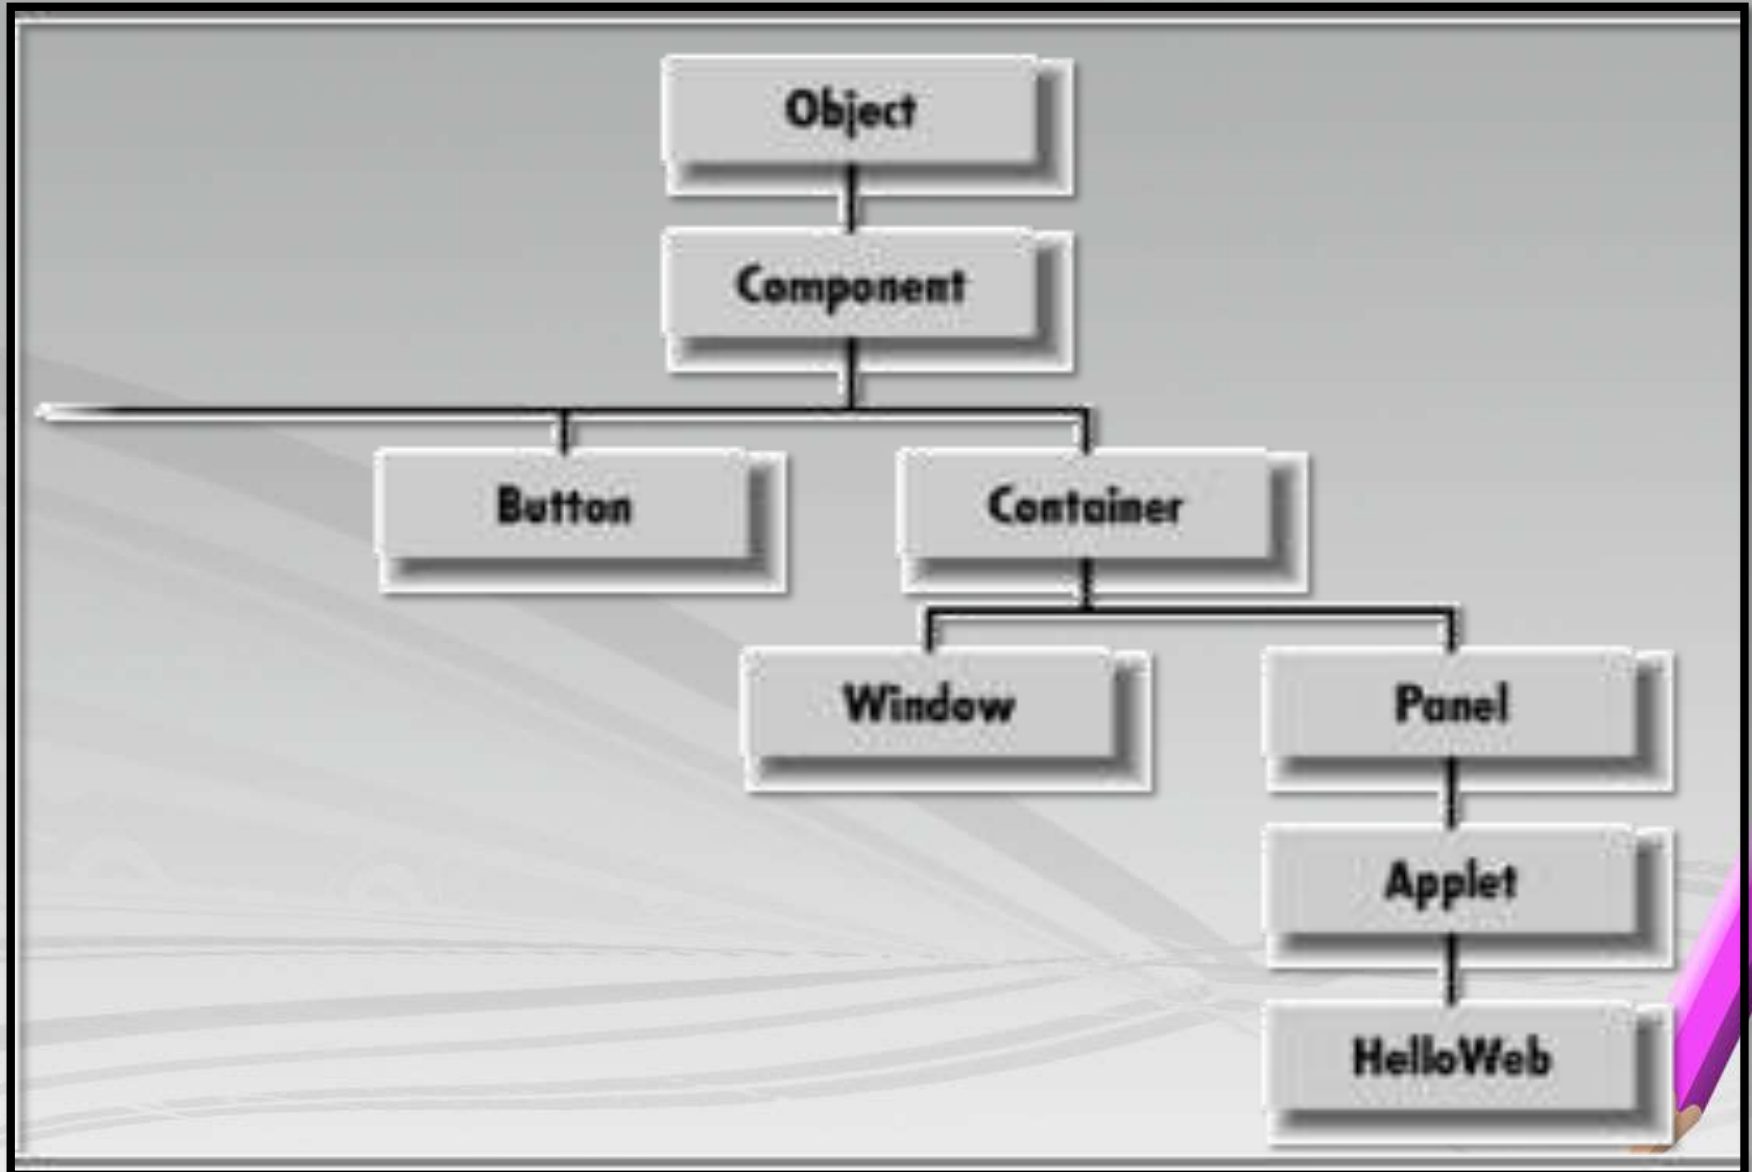 Object
Component
Button
Container
Window
Panel
Applet
HelloWeb